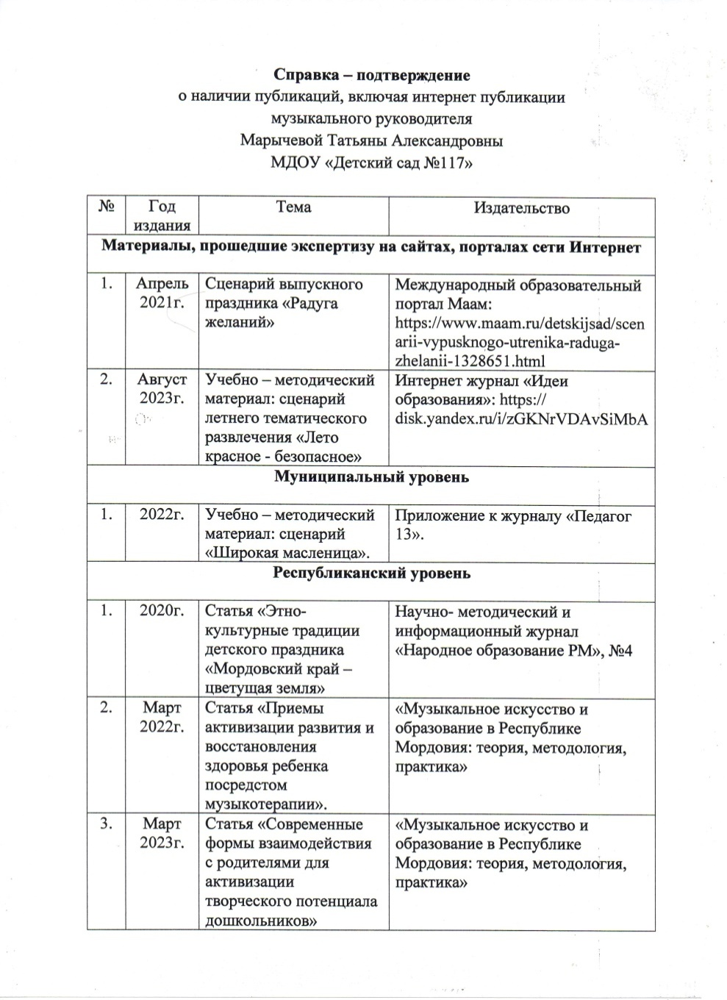 Справка – подтверждение
о наличии публикаций, включая интернет публикации
музыкального руководителя
Марычевой Татьяны Александровны
МДОУ «Детский сад №117»
№ Год издания Тема Издательство
Материалы, прошедшие экспертизу на сайтах, порталах сети Интернет
1. Апрель Сценарий выпускного Международный образовательный
2021г. праздника «Радуга портал Маам:
желаний» https://www.maam.ru/detskijsad/scen
arii-vypusknogo-utrenika-raduga-
zhelanii-1328651.html
2. Август Учебно – методический Интернет журнал «Идеи
2023г. материал: сценарий образования»: https://
летнего тематического disk.yandex.ru/i/zGKNrVDAvSiMbA
развлечения «Лето
красное - безопасное»
Муниципальный уровень
1. 2022г. Учебно – методический Приложение к журналу «Педагог
материал: сценарий 13».
«Широкая масленица».
Республиканский уровень
1. 2020г. Статья «Этно- Научно- методический и
культурные традиции информационный журнал
детского праздника «Народное образование РМ», №4
«Мордовский край –
цветущая земля»
2. Март Статья «Приемы «Музыкальное искусство и
2022г. активизации развития и образование в Республике
восстановления Мордовия: теория, методология,
здоровья ребенка практика»
посредстом
музыкотерапии».
3. Март Статья «Современные «Музыкальное искусство и
2023г. формы взаимодействия образование в Республике
с родителями для Мордовия: теория, методология,
активизации практика»
творческого потенциала
дошкольников»